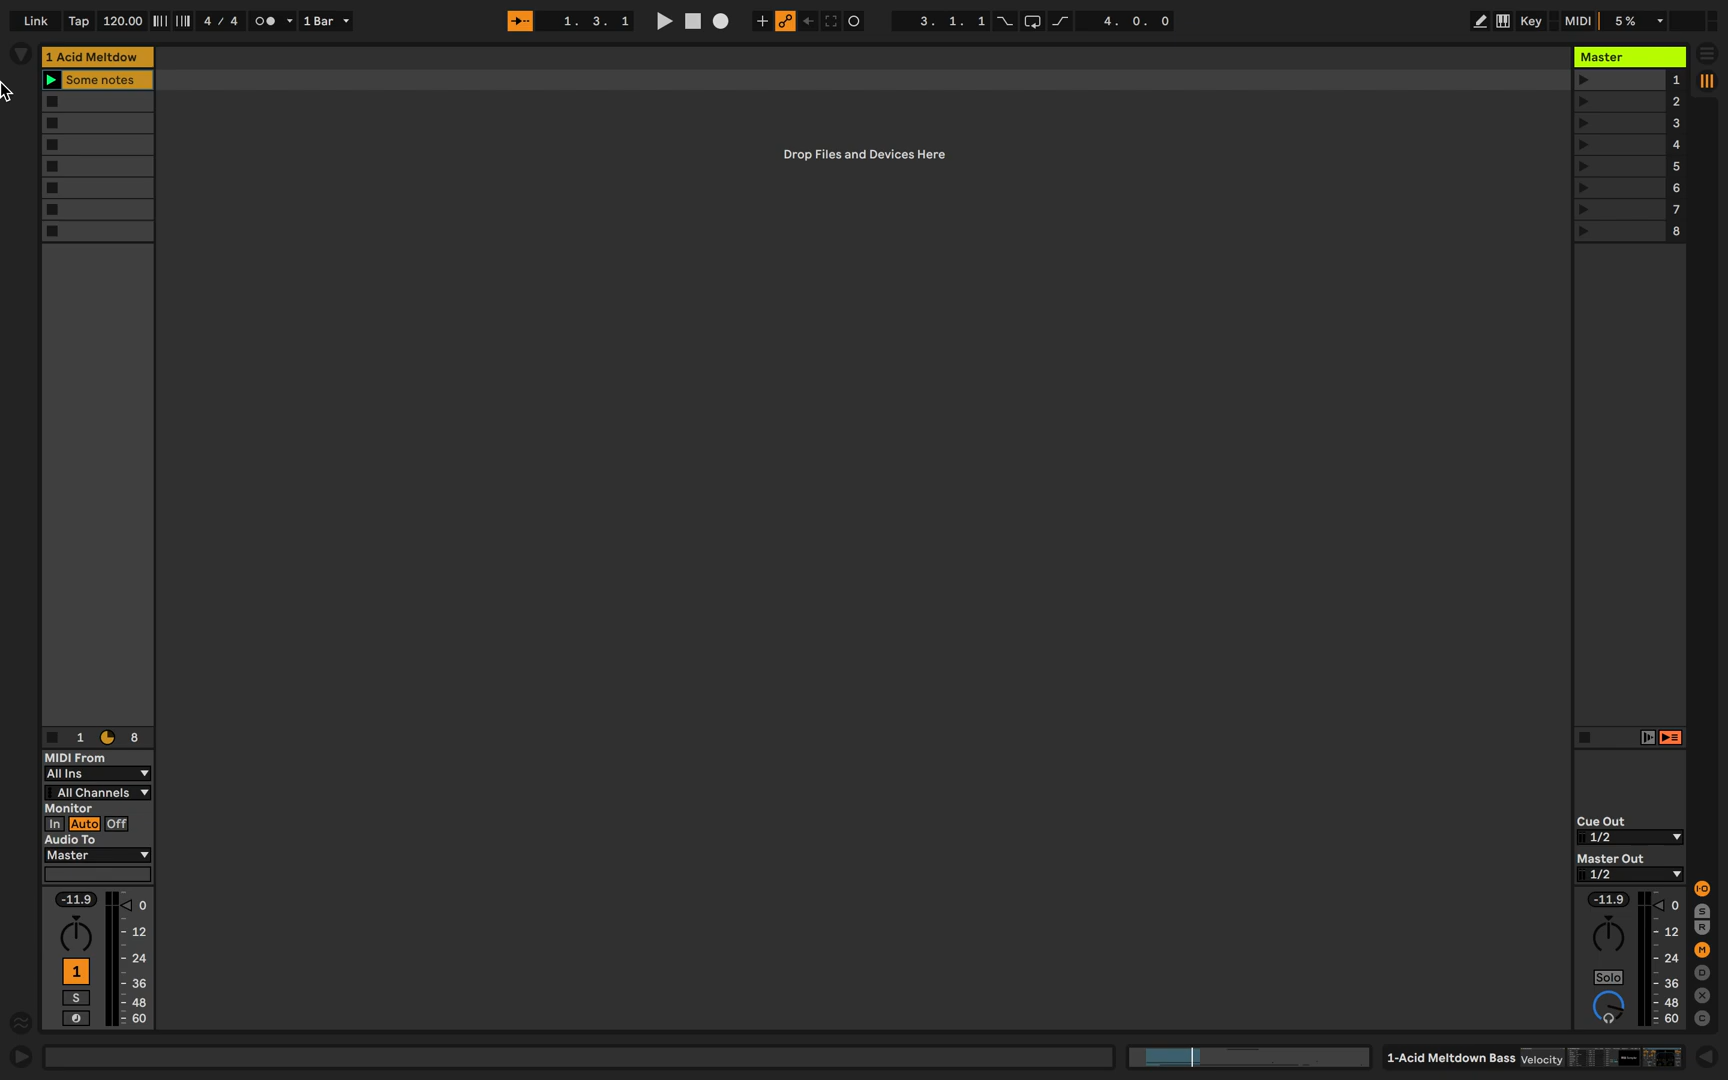 Link Tap 120.00 4 / 4 1 Bar 1. 3. 1 3. 1. 1 4. 0. 0 Key MIDI 5 %
1 Acid Meltdow Master
Some notes 1
2
3
4
Drop Files and Devices Here
5
6
7
8
1 8
MIDI From
All Ins
All Channels
Monitor
In Auto Off
Audio To
Master
-11.9 0
12
24
1
36
S
48
60
Cue Out
1/2
Master Out
1/2
-11.9 0
12
24
Solo
36
48
60
I·O
S
R
M
D
X
C
1-Acid Meltdown Bass Velocity